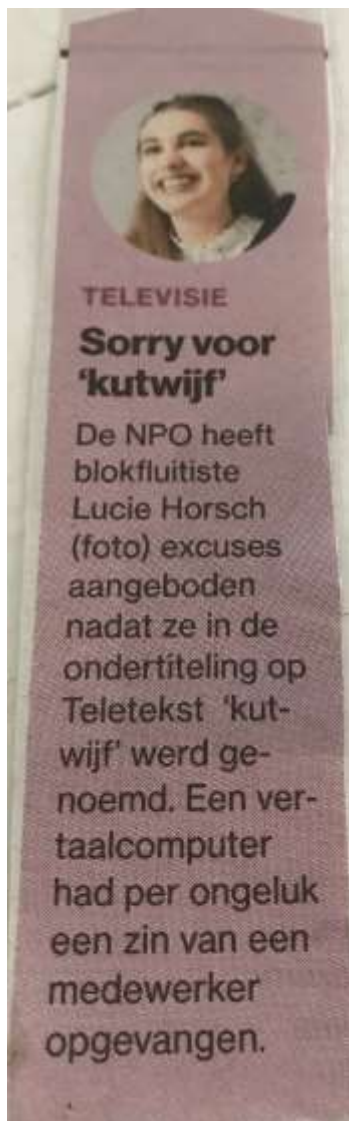 TELEVISIE
Sorry voor
‘kutwijf’
De NPO heeft
blokfluitiste
Lucie Horsch
(foto) excuses
aangeboden
nadat ze in de
ondertiteling op
Teletekst ‘kut-
wijf’ werd ge-
noemd. Een ver-
taalcomputer
had per ongeluk
een zin van een
medewerker
opgevangen.